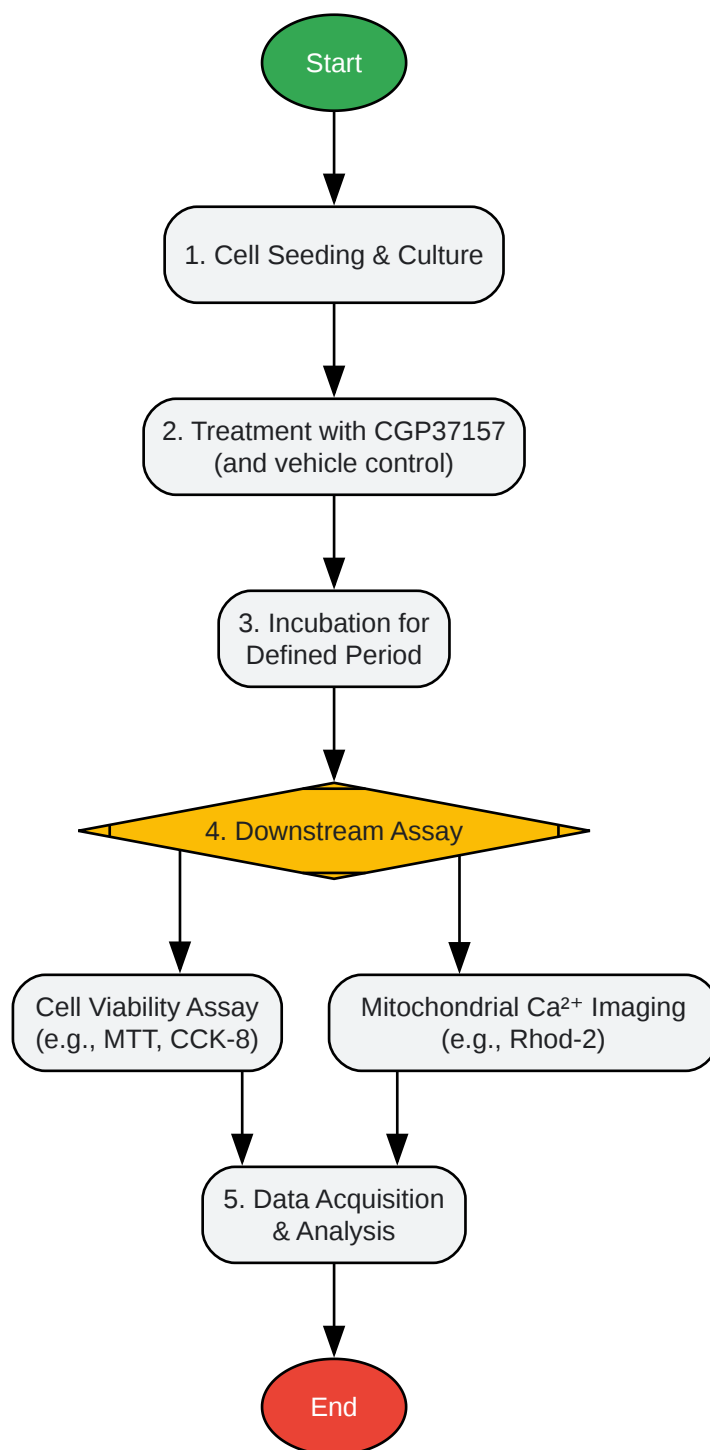 Start
1. Cell Seeding & Culture
2. Treatment with CGP37157
(and vehicle control)
3. Incubation for
Defined Period
4. Downstream Assay
Cell Viability Assay
(e.g., MTT, CCK-8)
Mitochondrial Ca²⁺ Imaging
(e.g., Rhod-2)
5. Data Acquisition
& Analysis
End